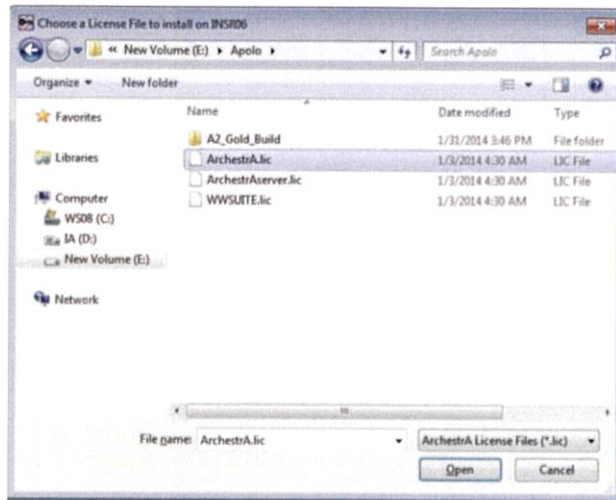 Choose a License File to install on INSR06
« New Volume (E:) ▸ Apolo ▸ Search Apolo
Organize ▾ New folder
Favorites
Libraries
Computer
WS08 (C:)
IA (D:)
New Volume (E:)
Network
Name Date modified Type
A2_Gold_Build 1/31/2014 3:46 PM File folder
ArchestrA.lic 1/3/2014 4:30 AM LIC File
ArchestrAserver.lic 1/3/2014 4:30 AM LIC File
WWSUITE.lic 1/3/2014 4:30 AM LIC File
File name: ArchestrA.lic ArchestrA License Files (*.lic)
Open Cancel